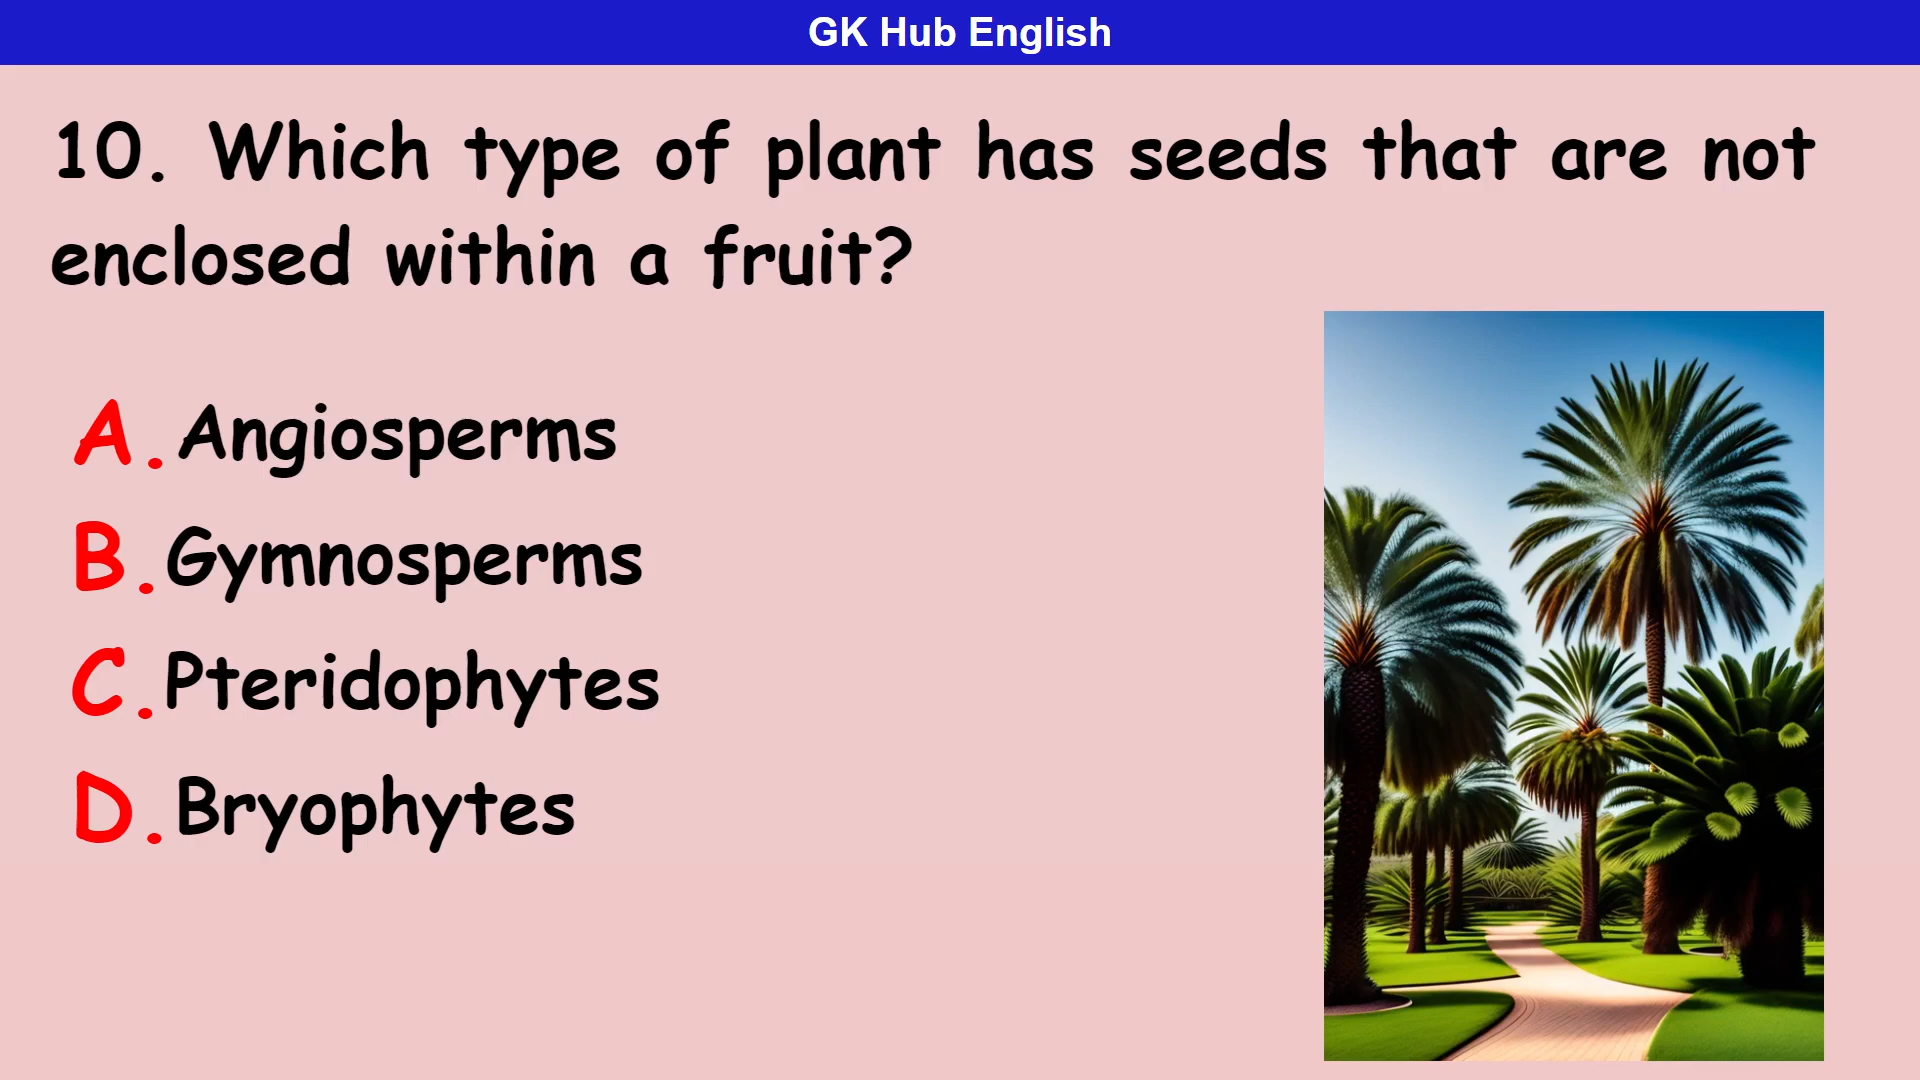 GK Hub English
10. Which type of plant has seeds that are not
enclosed within a fruit?
A. Angiosperms
B. Gymnosperms
C. Pteridophytes
D. Bryophytes